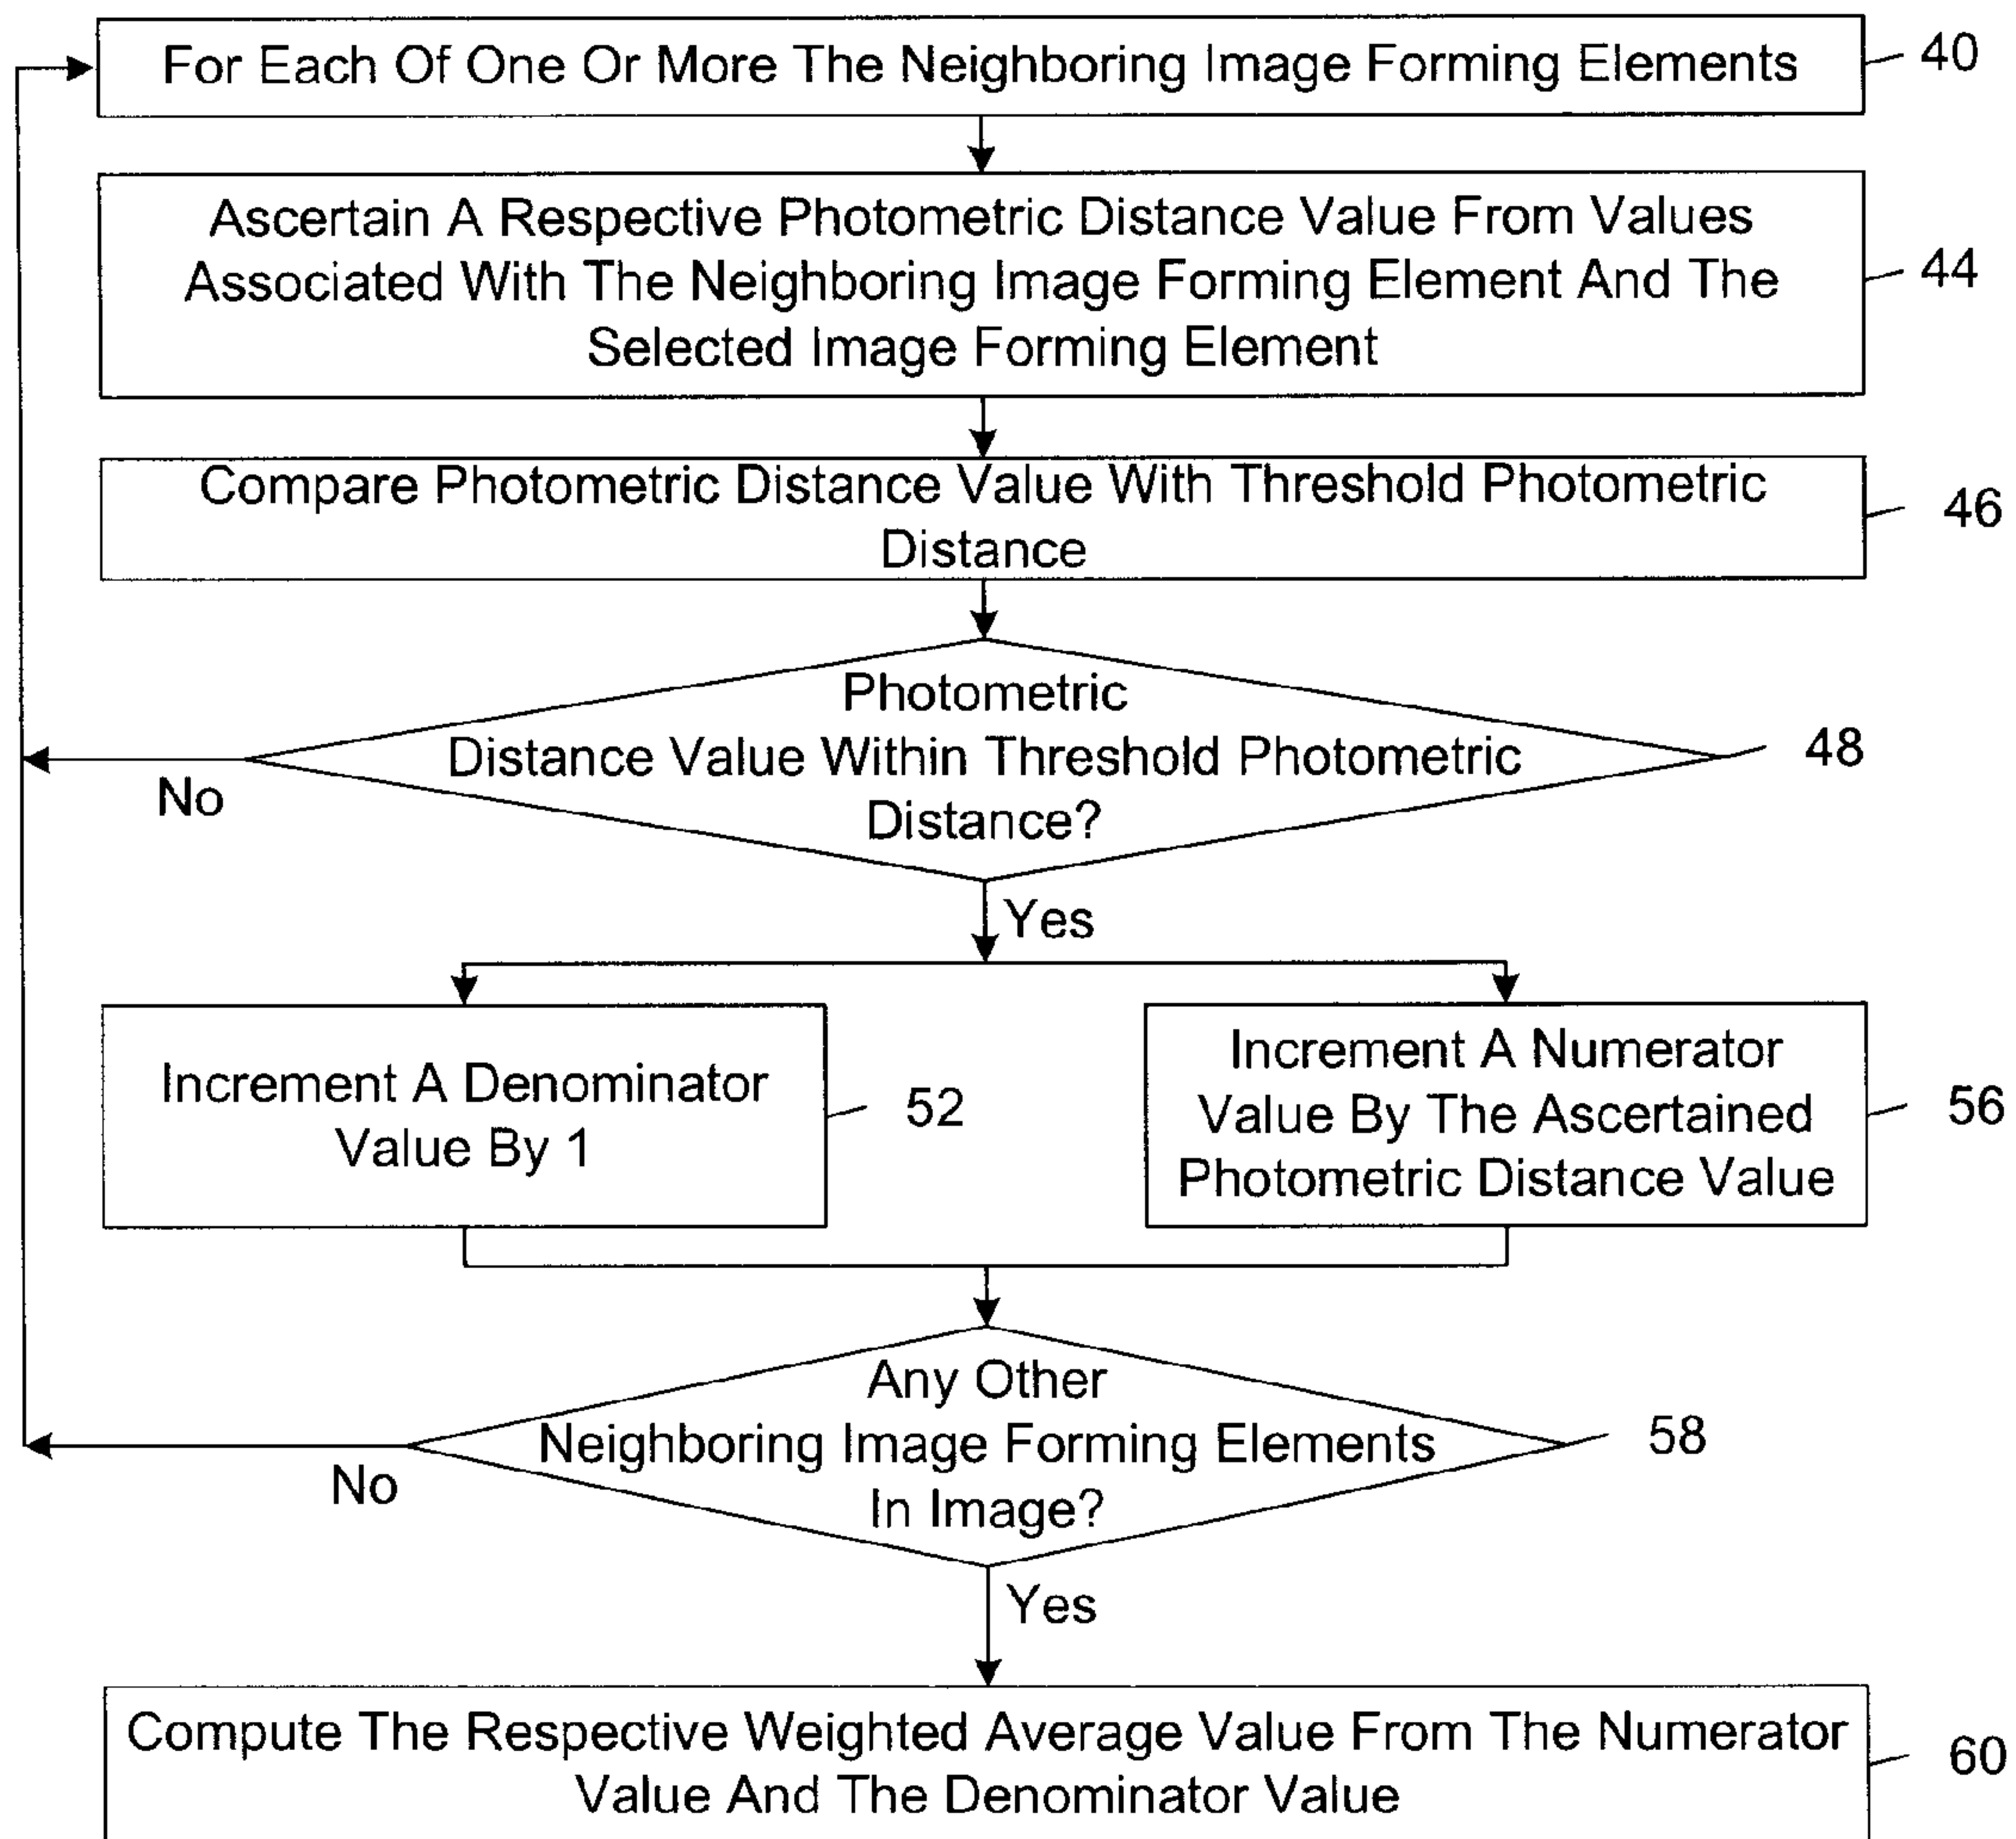 For Each Of One Or More The Neighboring Image Forming Elements
40
Ascertain A Respective Photometric Distance Value From Values
Associated With The Neighboring Image Forming Element And The
Selected Image Forming Element
44
Compare Photometric Distance Value With Threshold Photometric
Distance
46
Photometric
Distance Value Within Threshold Photometric
Distance?
48
No
Yes
Increment A Denominator
Value By 1
52
Increment A Numerator
Value By The Ascertained
Photometric Distance Value
56
Any Other
Neighboring Image Forming Elements
In Image?
58
No
Yes
Compute The Respective Weighted Average Value From The Numerator
Value And The Denominator Value
60